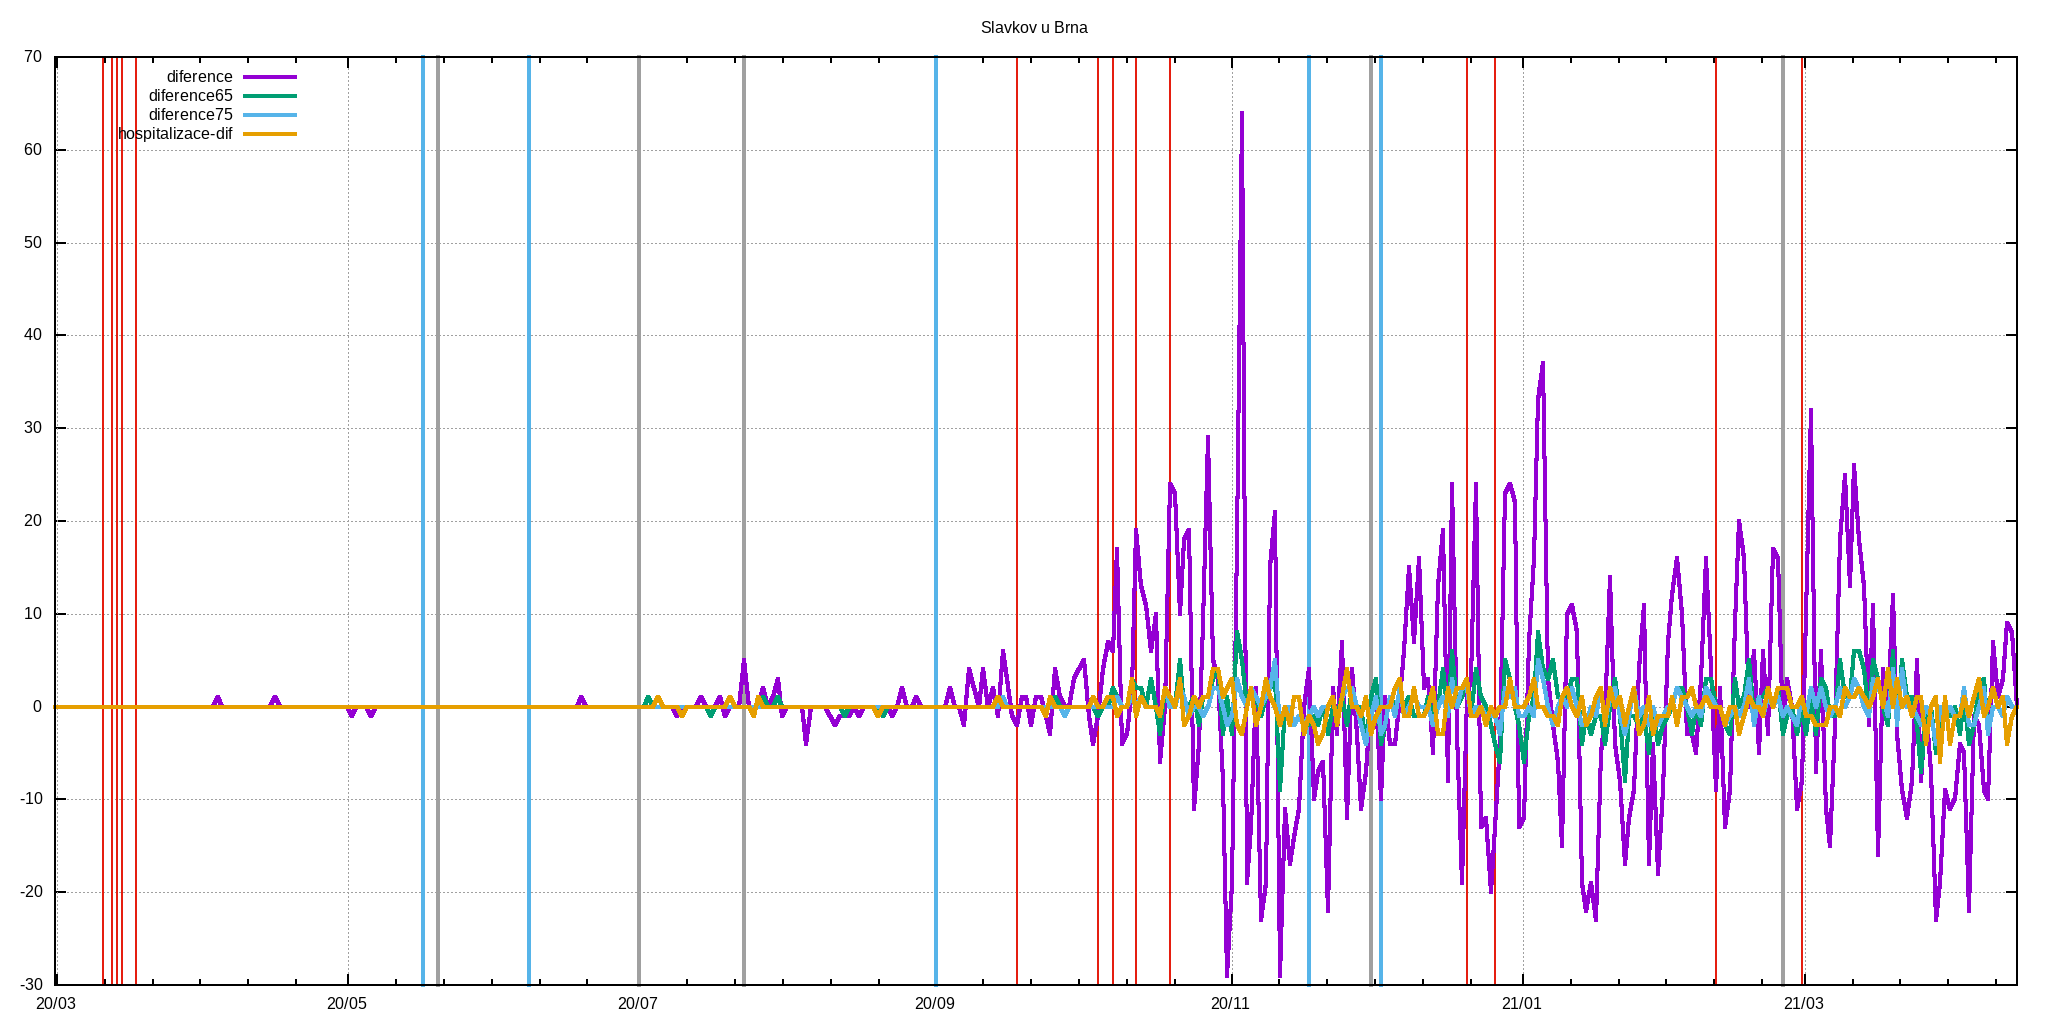 Slavkov u Brna
70
60
50
40
30
20
10
0
-10
-20
-30
diference
diference65
diference75
hospitalizace-dif
20/03 20/05 20/07 20/09 20/11 21/01 21/03